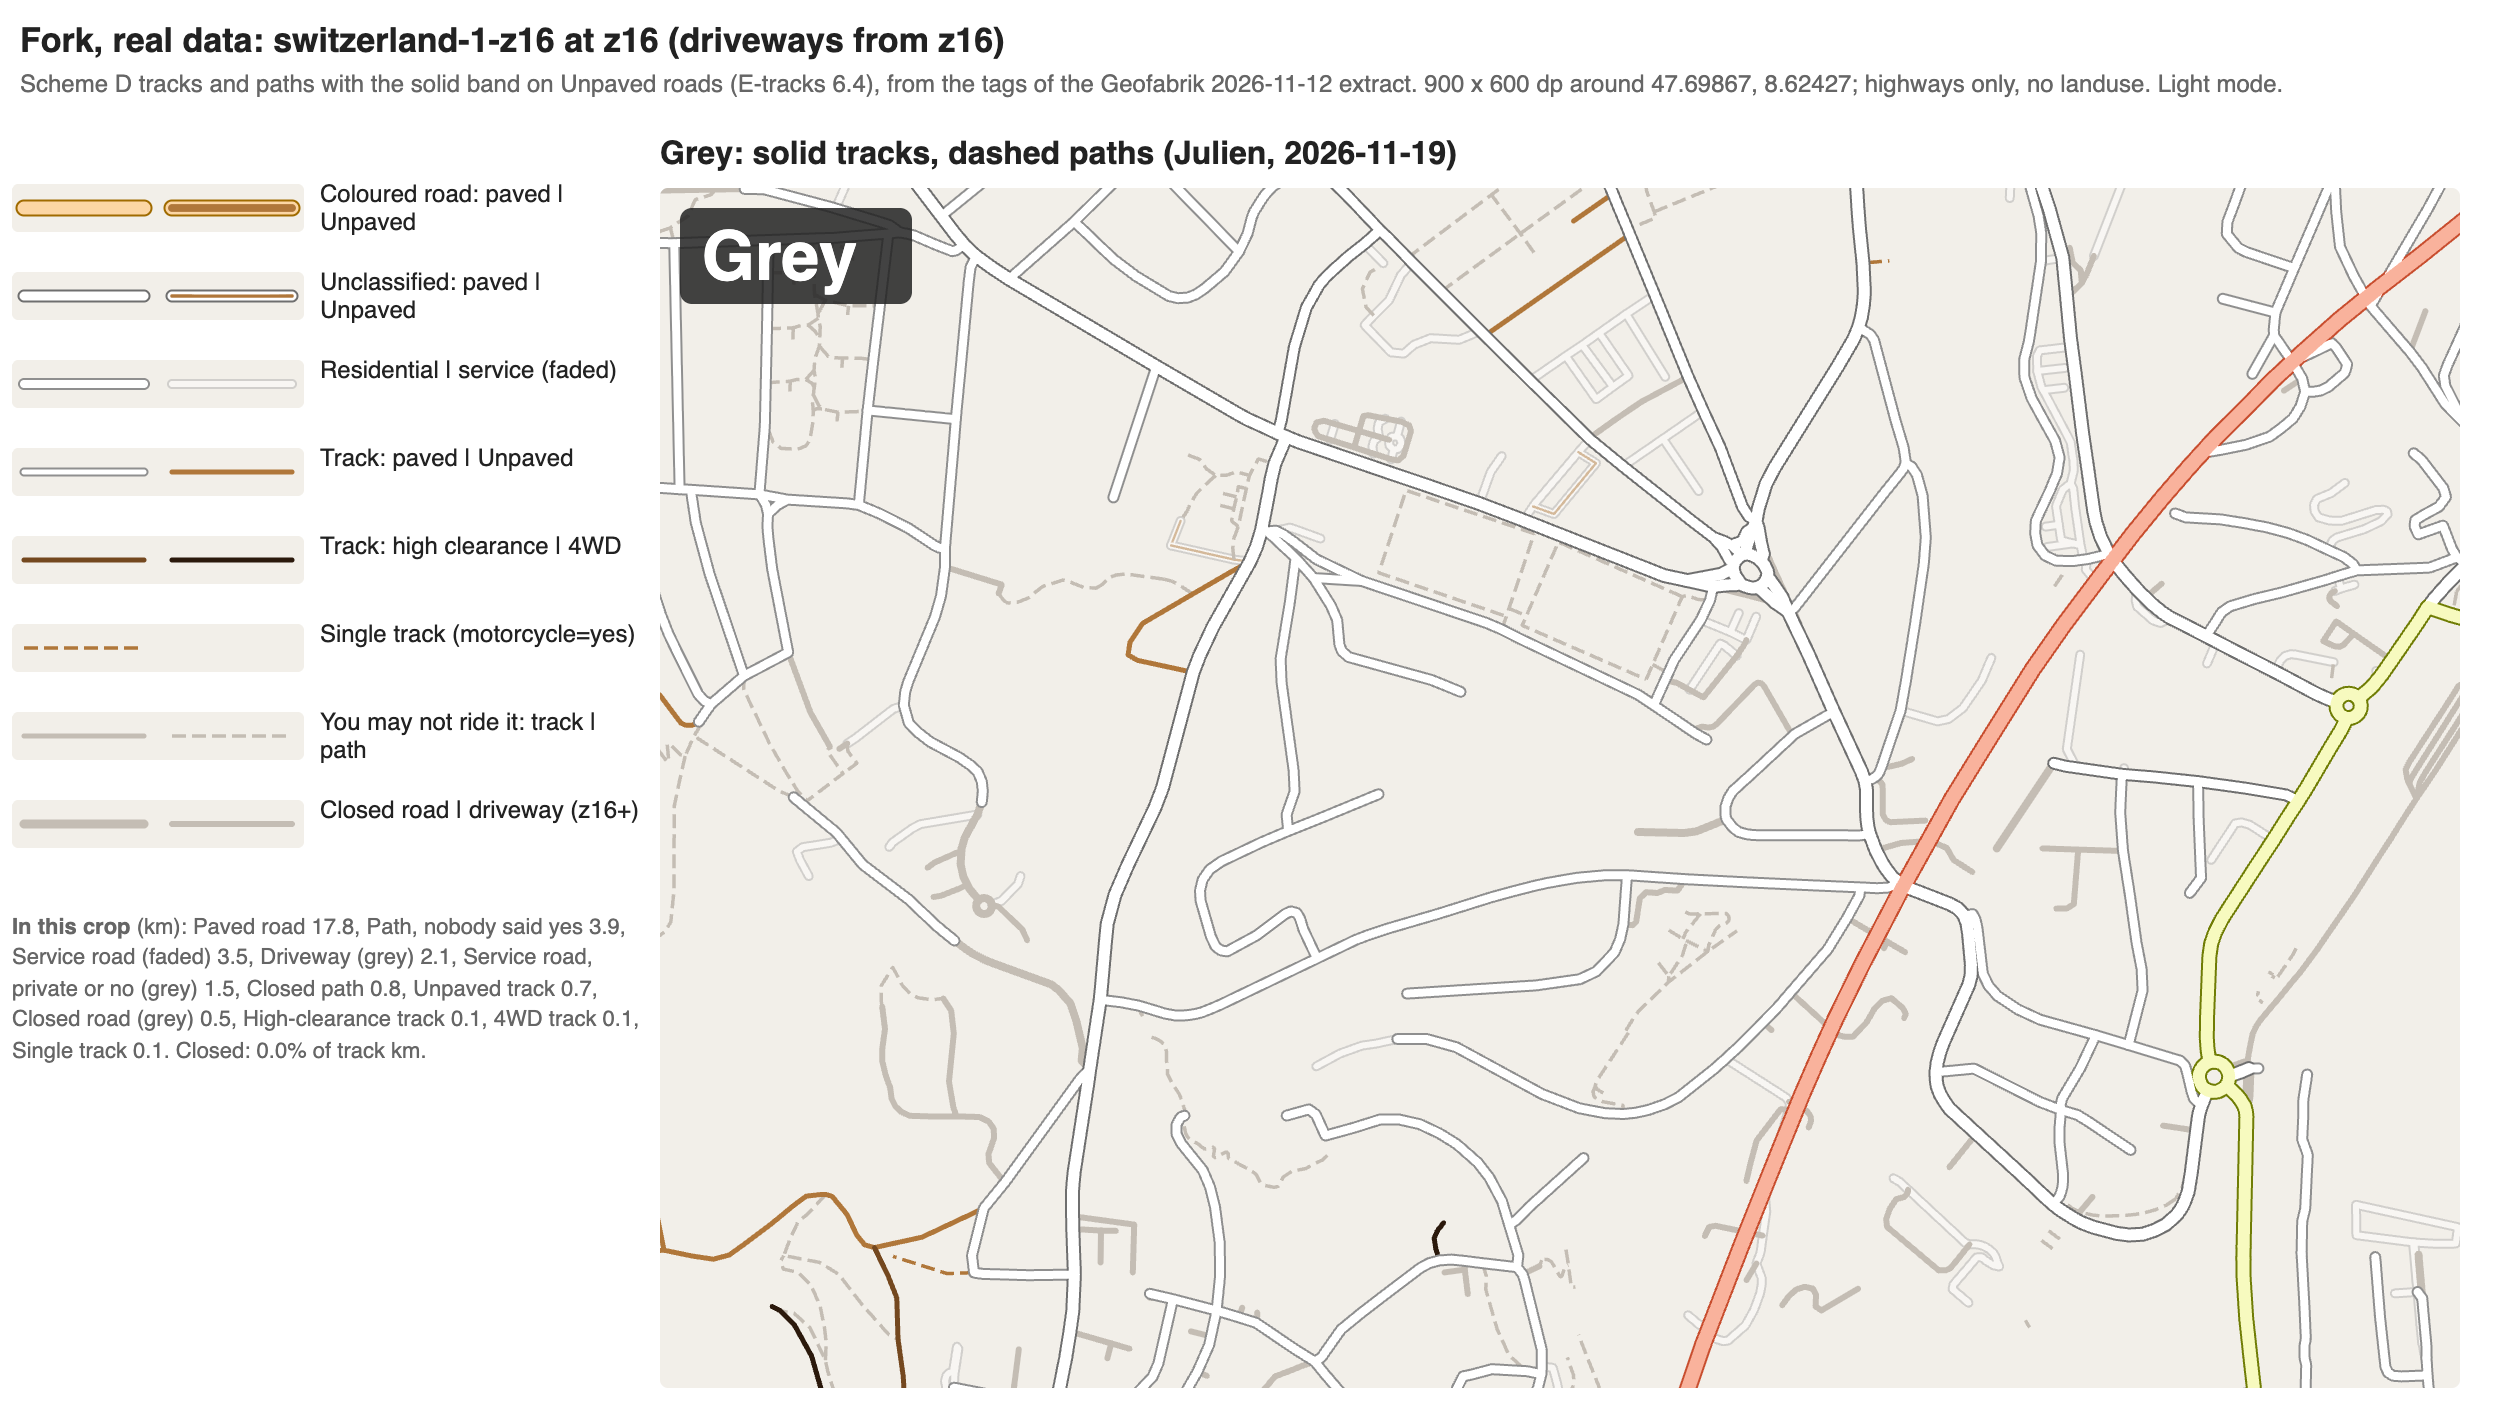 Fork, real data: switzerland-1-z16 at z16 (driveways from z16)
Scheme D tracks and paths with the solid band on Unpaved roads (E-tracks 6.4), from the tags of the Geofabrik 2026-11-12 extract. 900 x 600 dp around 47.69867, 8.62427; highways only, no landuse. Light mode.
Grey: solid tracks, dashed paths (Julien, 2026-11-19)
Grey
Coloured road: paved |
Unpaved
Unclassified: paved |
Unpaved
Residential | service (faded)
Track: paved | Unpaved
Track: high clearance | 4WD
Single track (motorcycle=yes)
You may not ride it: track |
path
Closed road | driveway (z16+)
In this crop (km): Paved road 17.8, Path, nobody said yes 3.9,
Service road (faded) 3.5, Driveway (grey) 2.1, Service road,
private or no (grey) 1.5, Closed path 0.8, Unpaved track 0.7,
Closed road (grey) 0.5, High-clearance track 0.1, 4WD track 0.1,
Single track 0.1. Closed: 0.0% of track km.